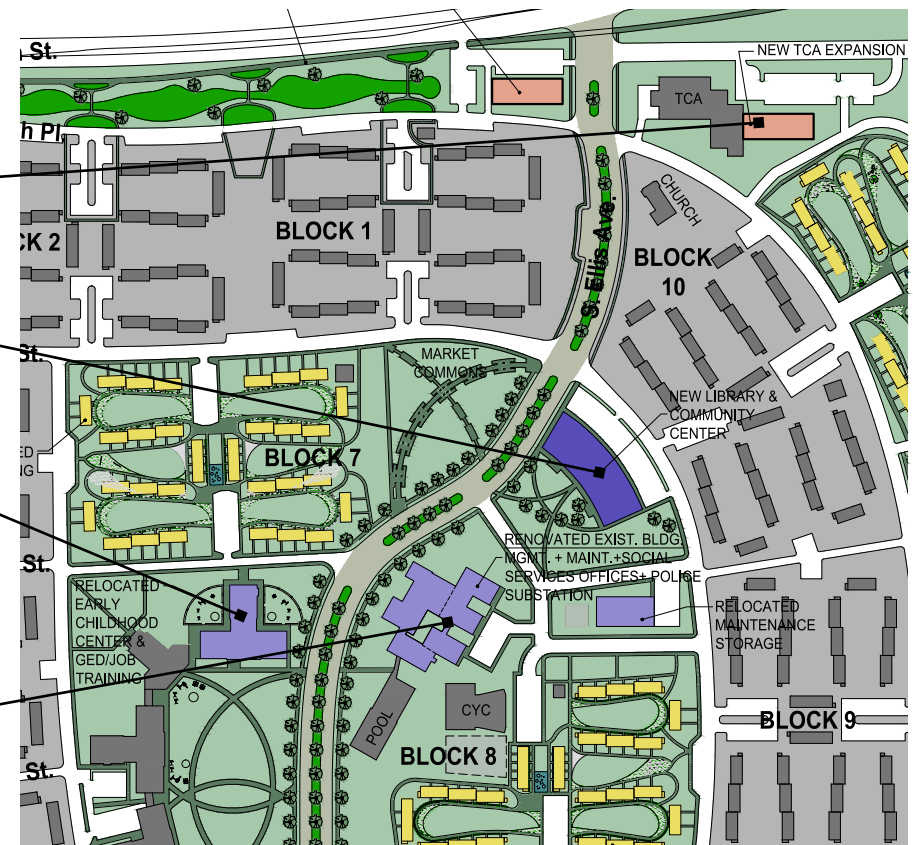 St.
NEW TCA EXPANSION
TCA
h Pl.
CHURCH
BLOCK 1
CK 2
S. Ellis Ave.
BLOCK
10
St.
MARKET
COMMONS
NEW LIBRARY &
COMMUNITY
CENTER
ED
NG
BLOCK 7
RENOVATED EXIST. BLDG.
MGMT. + MAINT.+SOCIAL
SERVICES OFFICES+ POLICE
SUBSTATION
St.
RELOCATED
EARLY
CHILDHOOD
CENTER &
GED/JOB
TRAINING
RELOCATED
MAINTENANCE
STORAGE
POOL
CYC
BLOCK 9
BLOCK 8
St.